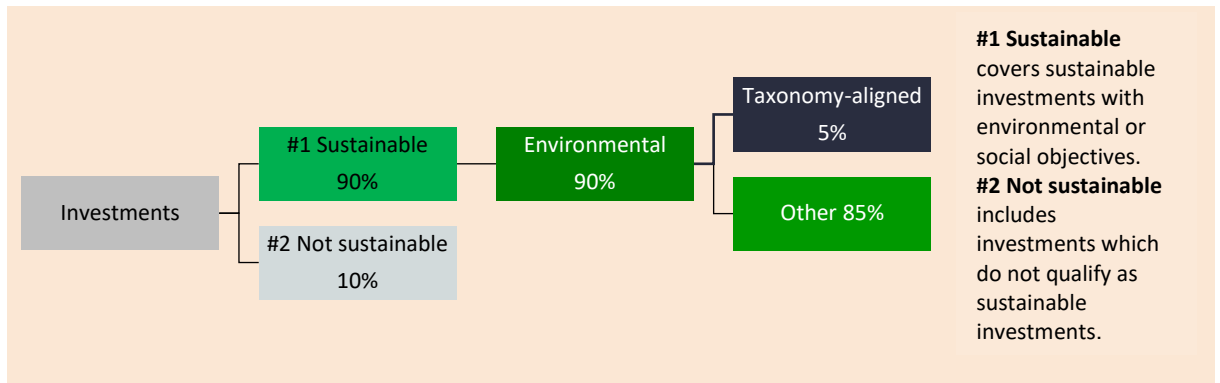 Investments
#1 Sustainable
90%
#2 Not sustainable
10%
Environmental
90%
Taxonomy-aligned
5%
Other 85%
#1 Sustainable
covers sustainable
investments with
environmental or
social objectives.
#2 Not sustainable
includes
investments which
do not qualify as
sustainable
investments.